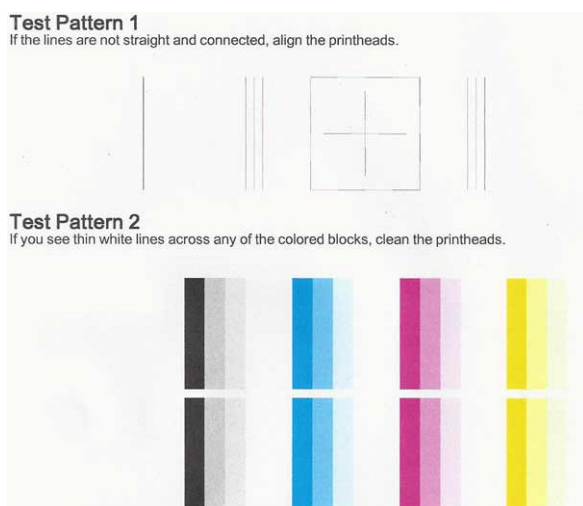 Test Pattern 1
If the lines are not straight and connected, align the printheads.
Test Pattern 2
If you see thin white lines across any of the colored blocks, clean the printheads.